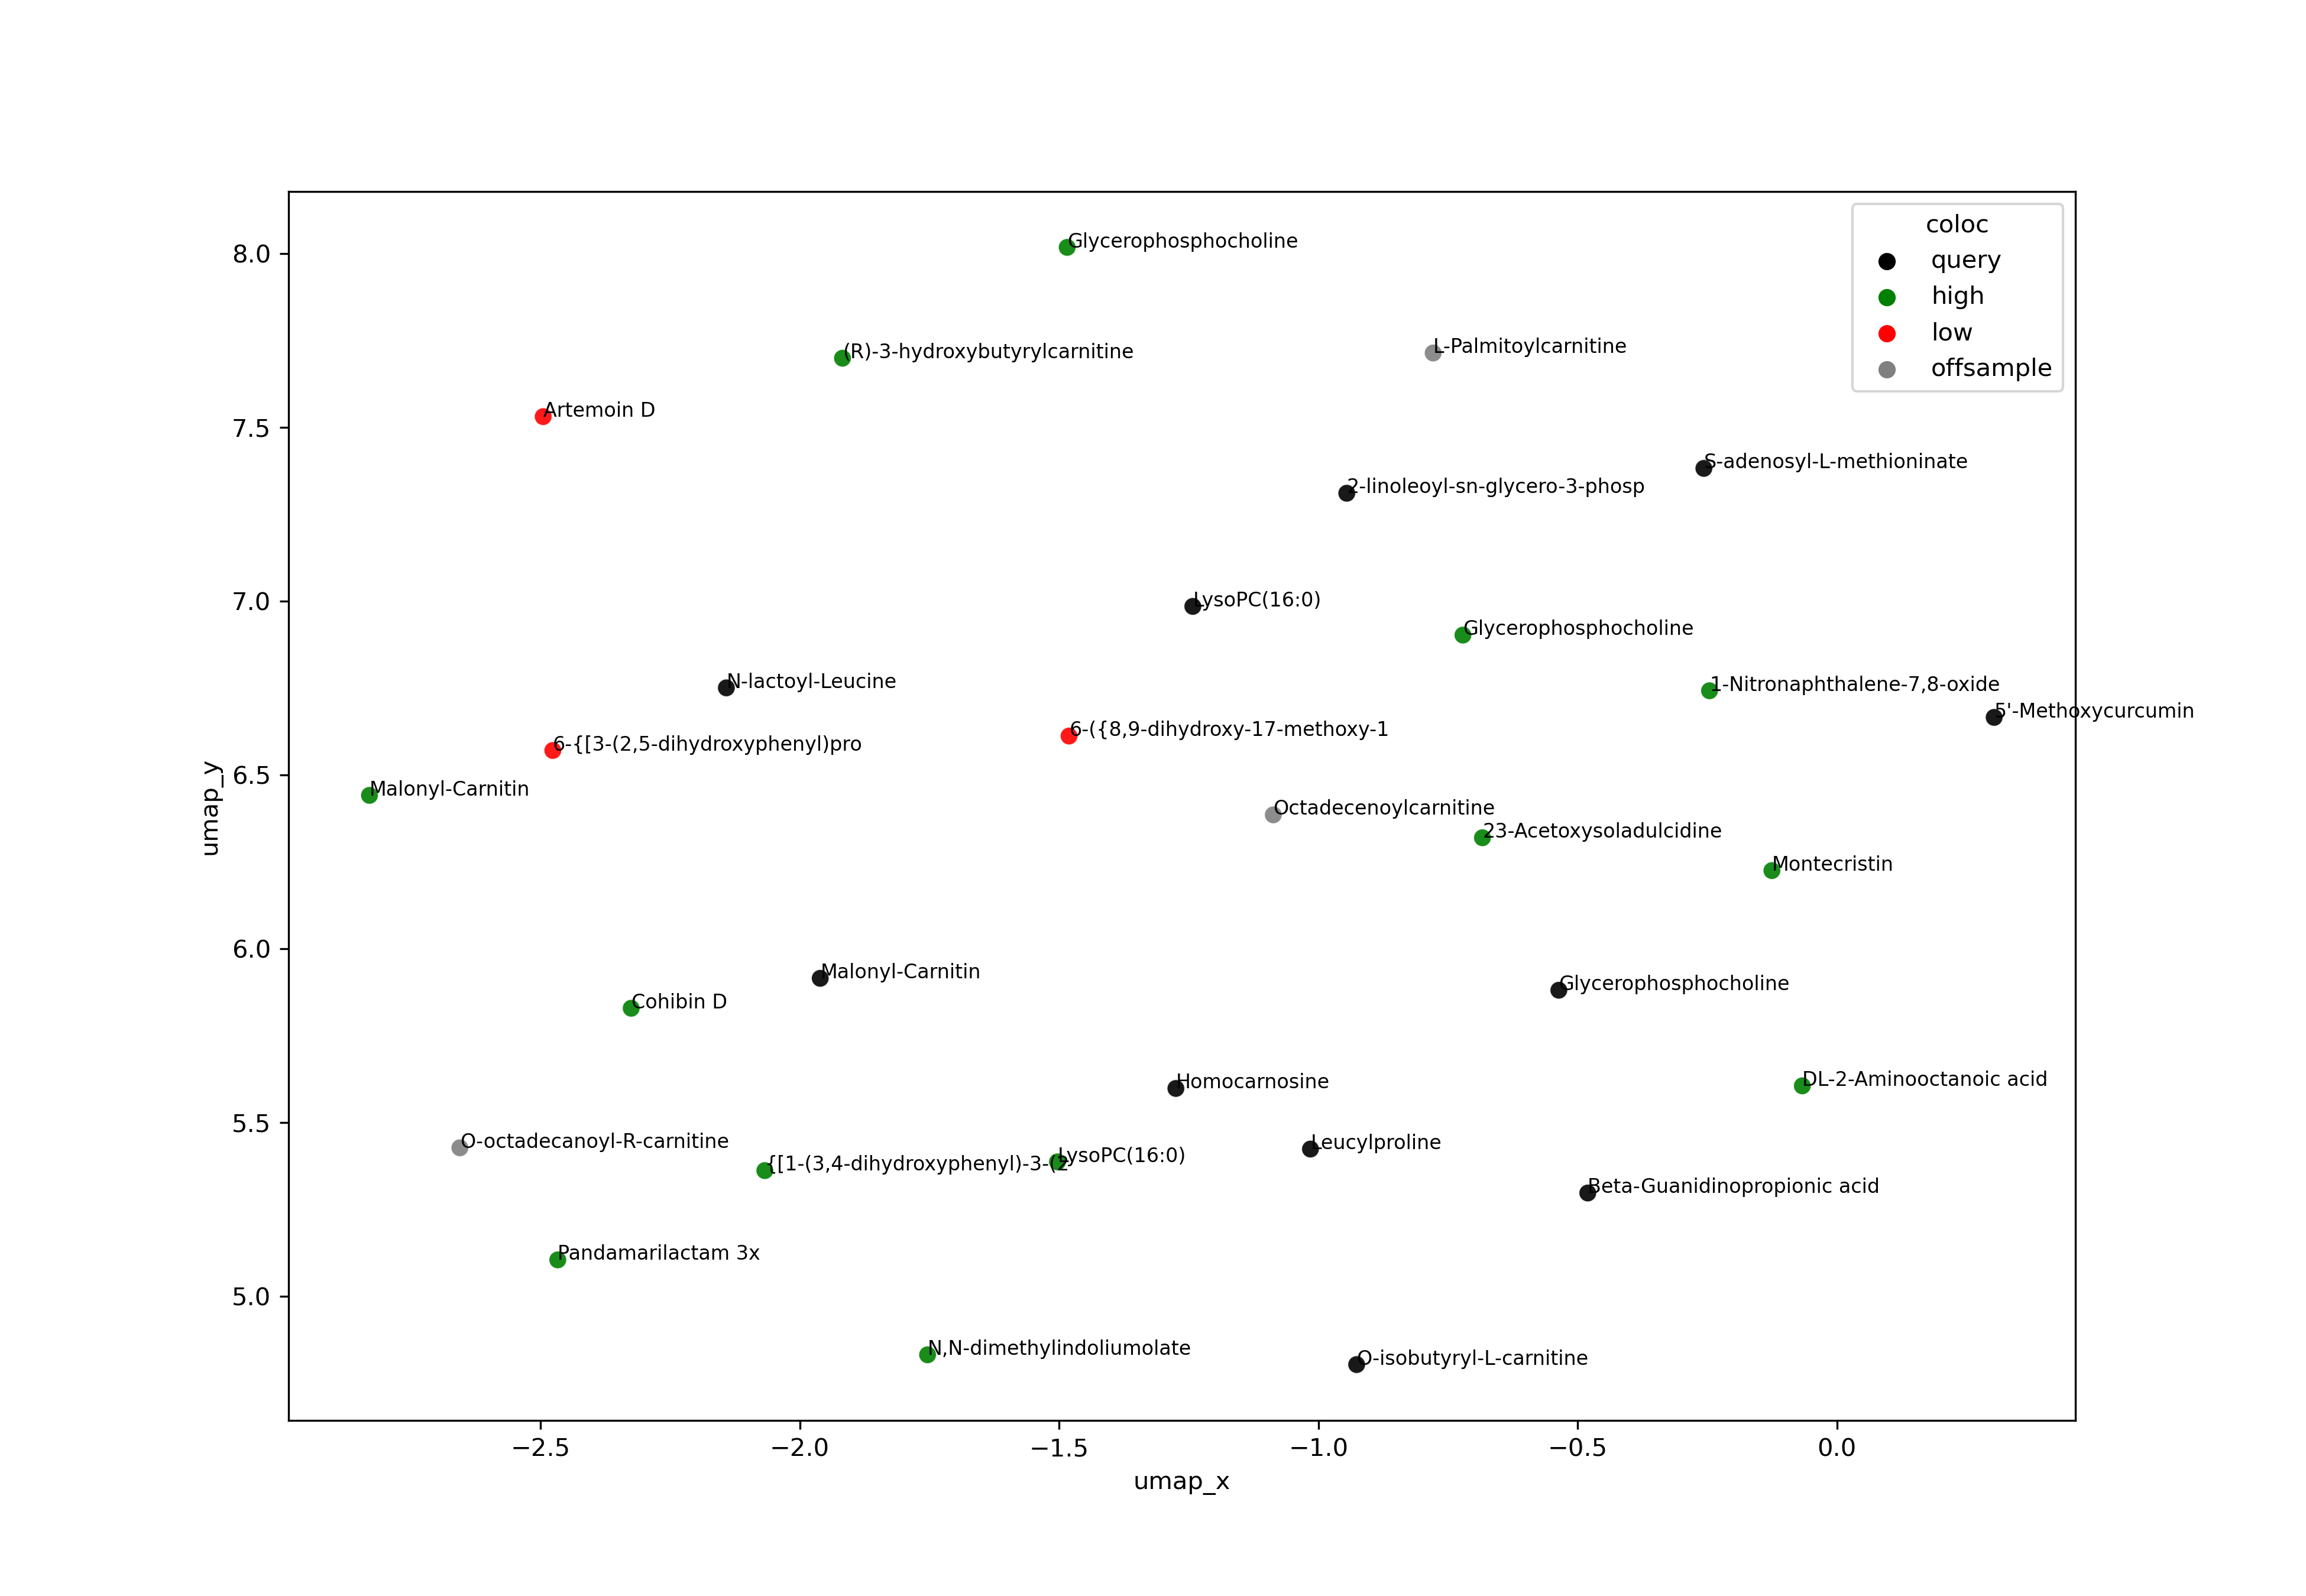 Glycerophosphocholine
coloc
query
high
low
offsample
8.0
(R)-3-hydroxybutyrylcarnitine
L-Palmitoylcarnitine
Artemoin D
7.5
S-adenosyl-L-methioninate
2-linoleoyl-sn-glycero-3-phosp
7.0
LysoPC(16:0)
Glycerophosphocholine
N-lactoyl-Leucine
1-Nitronaphthalene-7,8-oxide
5'-Methoxycurcumin
6-{[3-(2,5-dihydroxyphenyl)pro
6-({8,9-dihydroxy-17-methoxy-1
6.5
Malonyl-Carnitin
Octadecenoylcarnitine
23-Acetoxysoladulcidine
umap_y
Montecristin
6.0
Malonyl-Carnitin
Glycerophosphocholine
Cohibin D
Homocarnosine
DL-2-Aminooctanoic acid
5.5
O-octadecanoyl-R-carnitine
Leucylproline
{[1-(3,4-dihydroxyphenyl)-3-(2
LysoPC(16:0)
Beta-Guanidinopropionic acid
Pandamarilactam 3x
5.0
N,N-dimethylindoliumolate
O-isobutyryl-L-carnitine
−2.5
−2.0
−1.5
−1.0
−0.5
0.0
umap_x